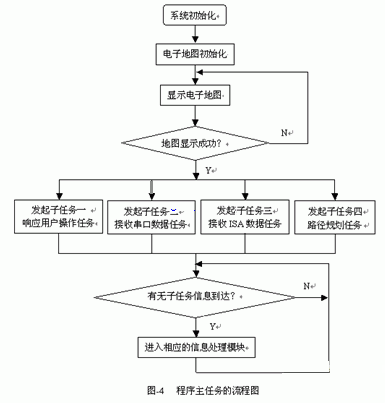 系统初始化
电子地图初始化
显示电子地图
N
地图显示成功?
Y
发起子任务一
响应用户操作任务
发起子任务二
接收串口数据任务
发起子任务三
接收 ISA 数据任务
发起子任务四
路径规划任务
有无子任务信息到达?
N
Y
进入相应的信息处理模块
图-4 程序主任务的流程图